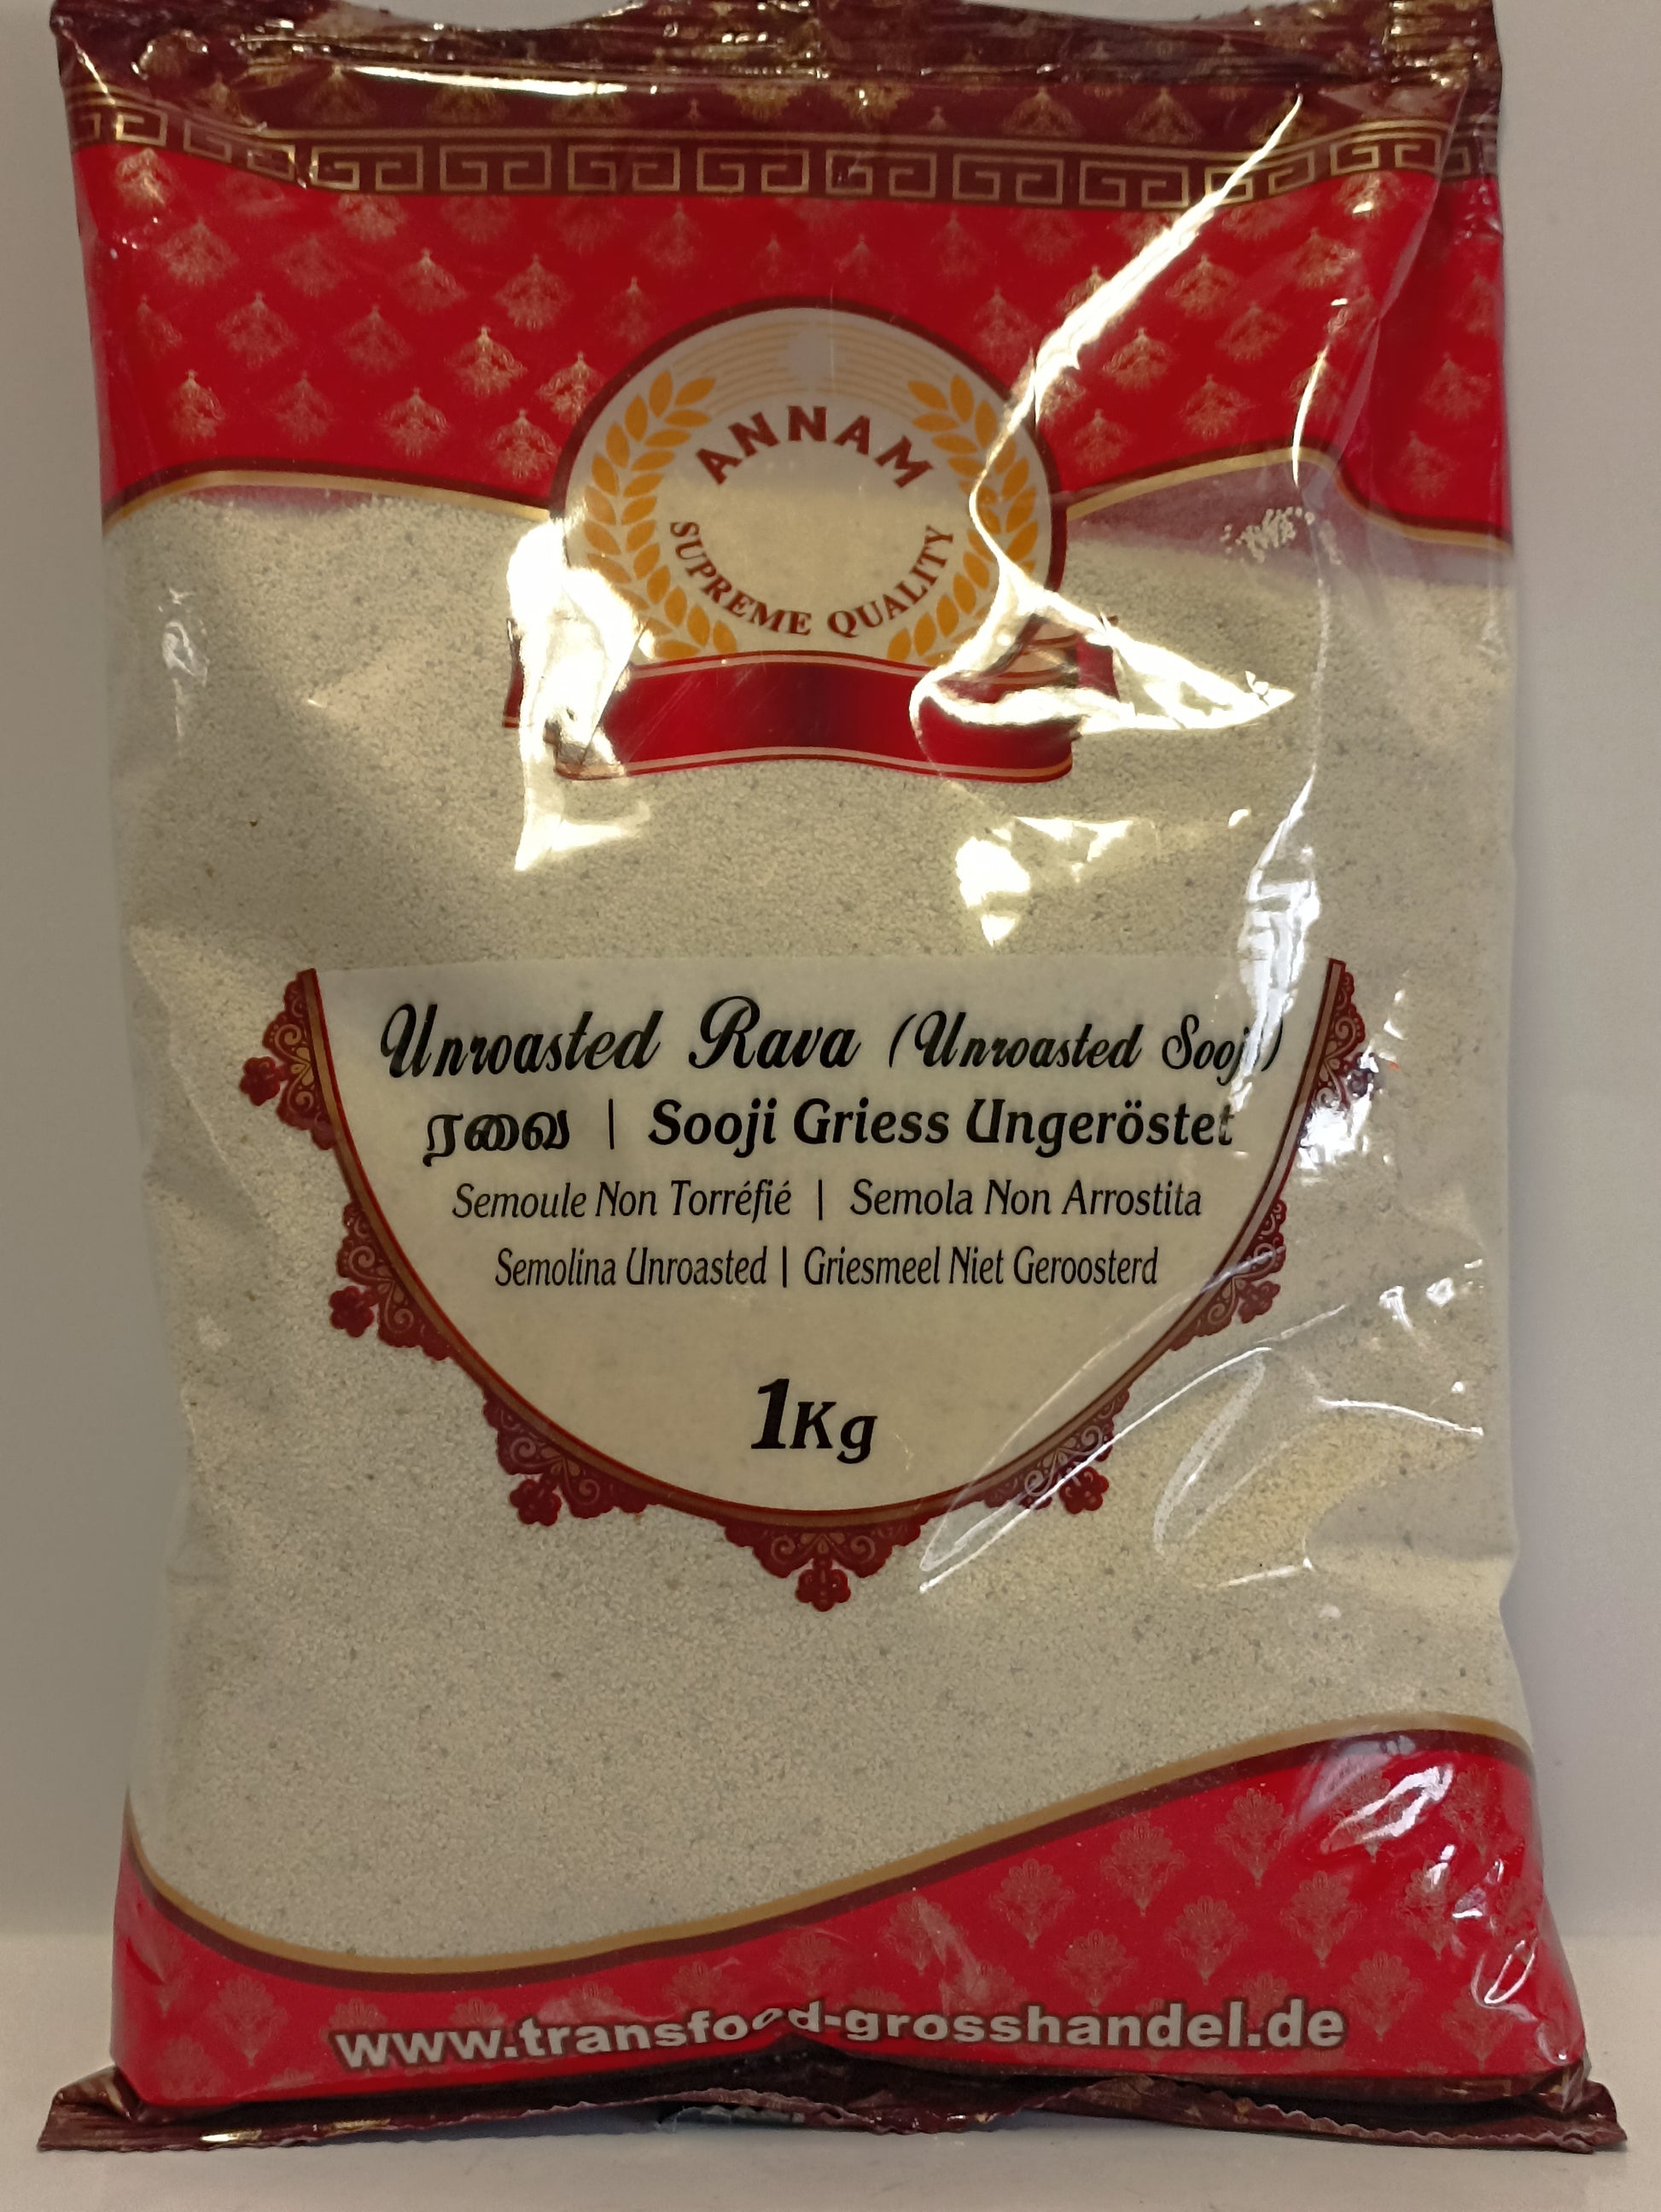 ANNAM
SUPREME QUALITY
Unroasted Rava (Unroasted Sooji)
ரவை | Sooji Griess Ungeröstet
Semoule Non Torréfié | Semola Non Arrostita
Semolina Unroasted | Griesmeel Niet Geroosterd
1Kg
www.transfood-grosshandel.de